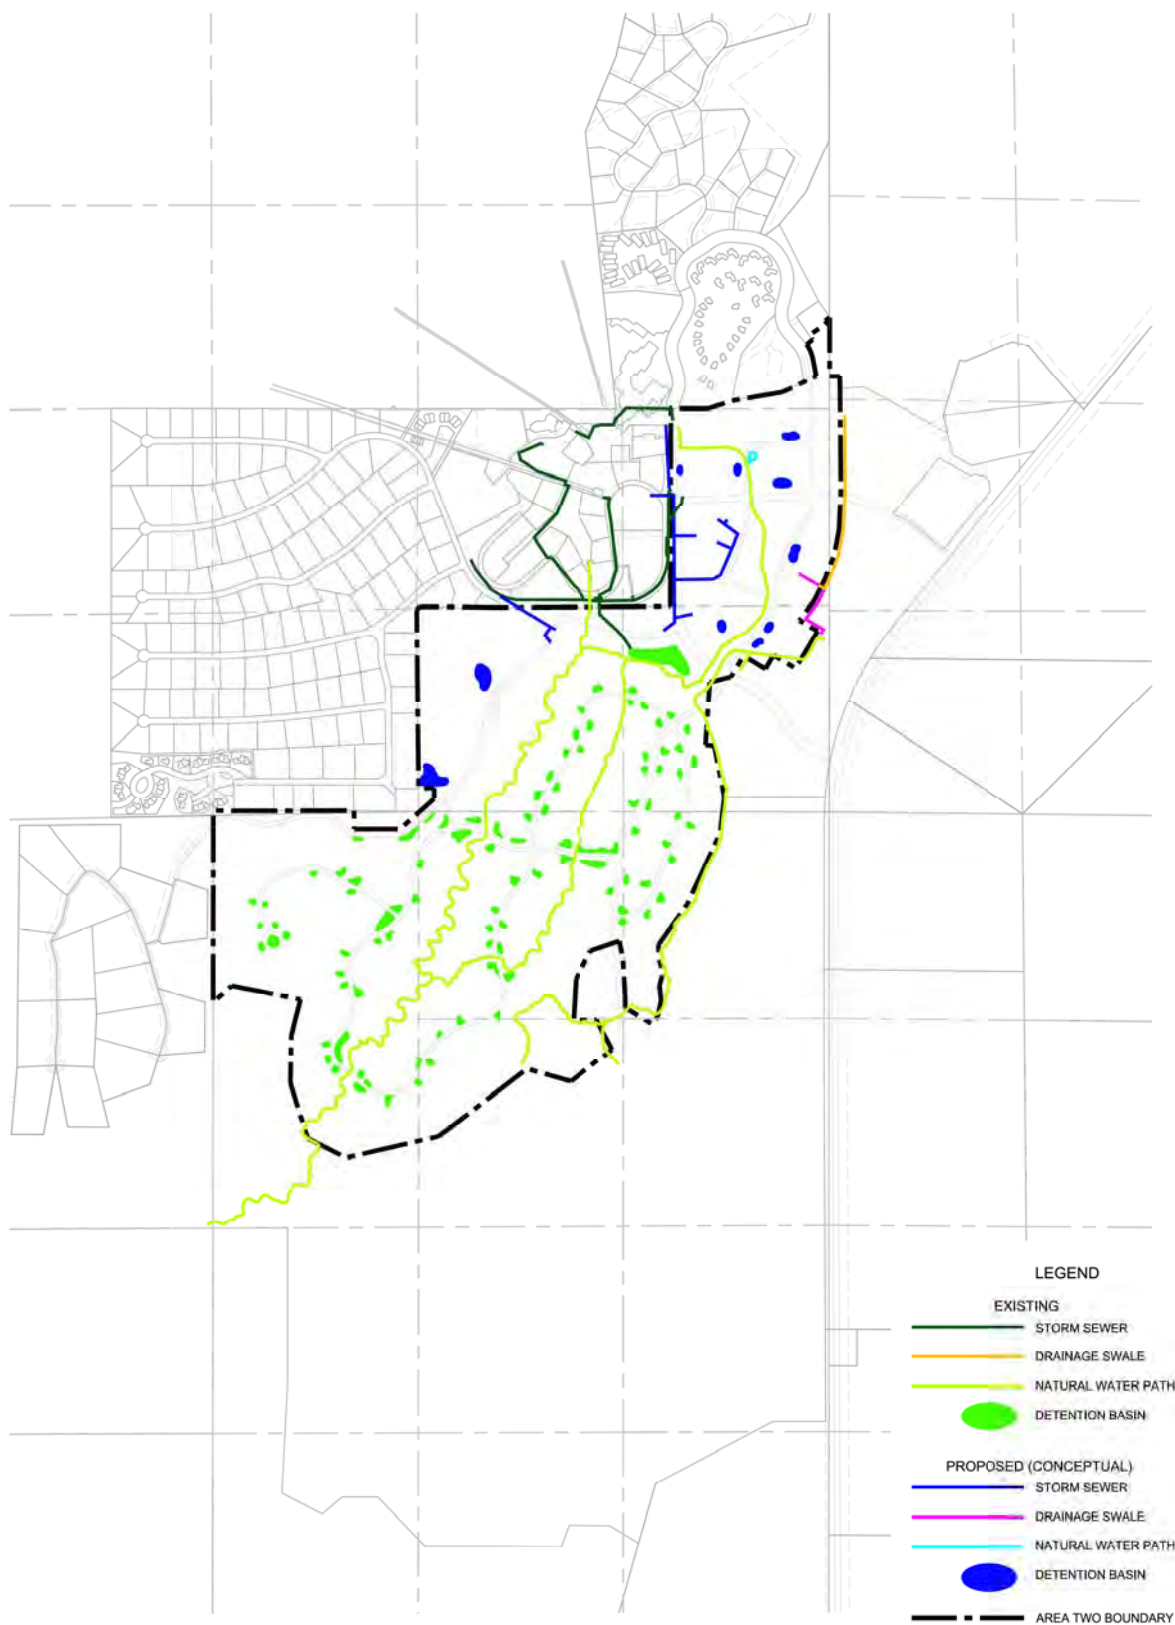 LEGEND
EXISTING
STORM SEWER
DRAINAGE SWALE
NATURAL WATER PATH
DETENTION BASIN
PROPOSED (CONCEPTUAL)
STORM SEWER
DRAINAGE SWALE
NATURAL WATER PATH
DETENTION BASIN
AREA TWO BOUNDARY